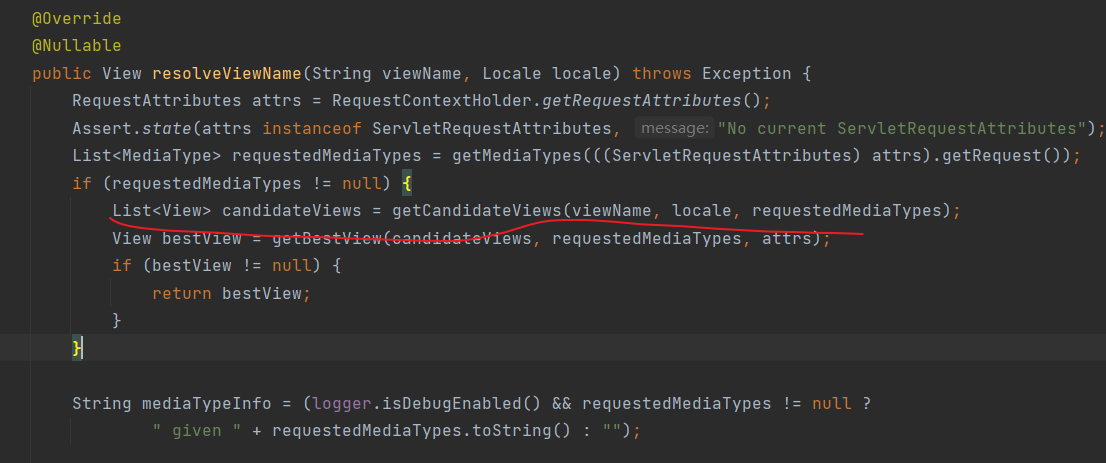 @Override
@Nullable
public View resolveViewName(String viewName, Locale locale) throws Exception {
RequestAttributes attrs = RequestContextHolder.getRequestAttributes();
Assert.state(attrs instanceof ServletRequestAttributes, message: "No current ServletRequestAttributes");
List<MediaType> requestedMediaTypes = getMediaTypes(((ServletRequestAttributes) attrs).getRequest());
if (requestedMediaTypes != null) {
List<View> candidateViews = getCandidateViews(viewName, locale, requestedMediaTypes);
View bestView = getBestView(candidateViews, requestedMediaTypes, attrs);
if (bestView != null) {
return bestView;
}
}
String mediaTypeInfo = (logger.isDebugEnabled() && requestedMediaTypes != null ?
" given " + requestedMediaTypes.toString() : "");